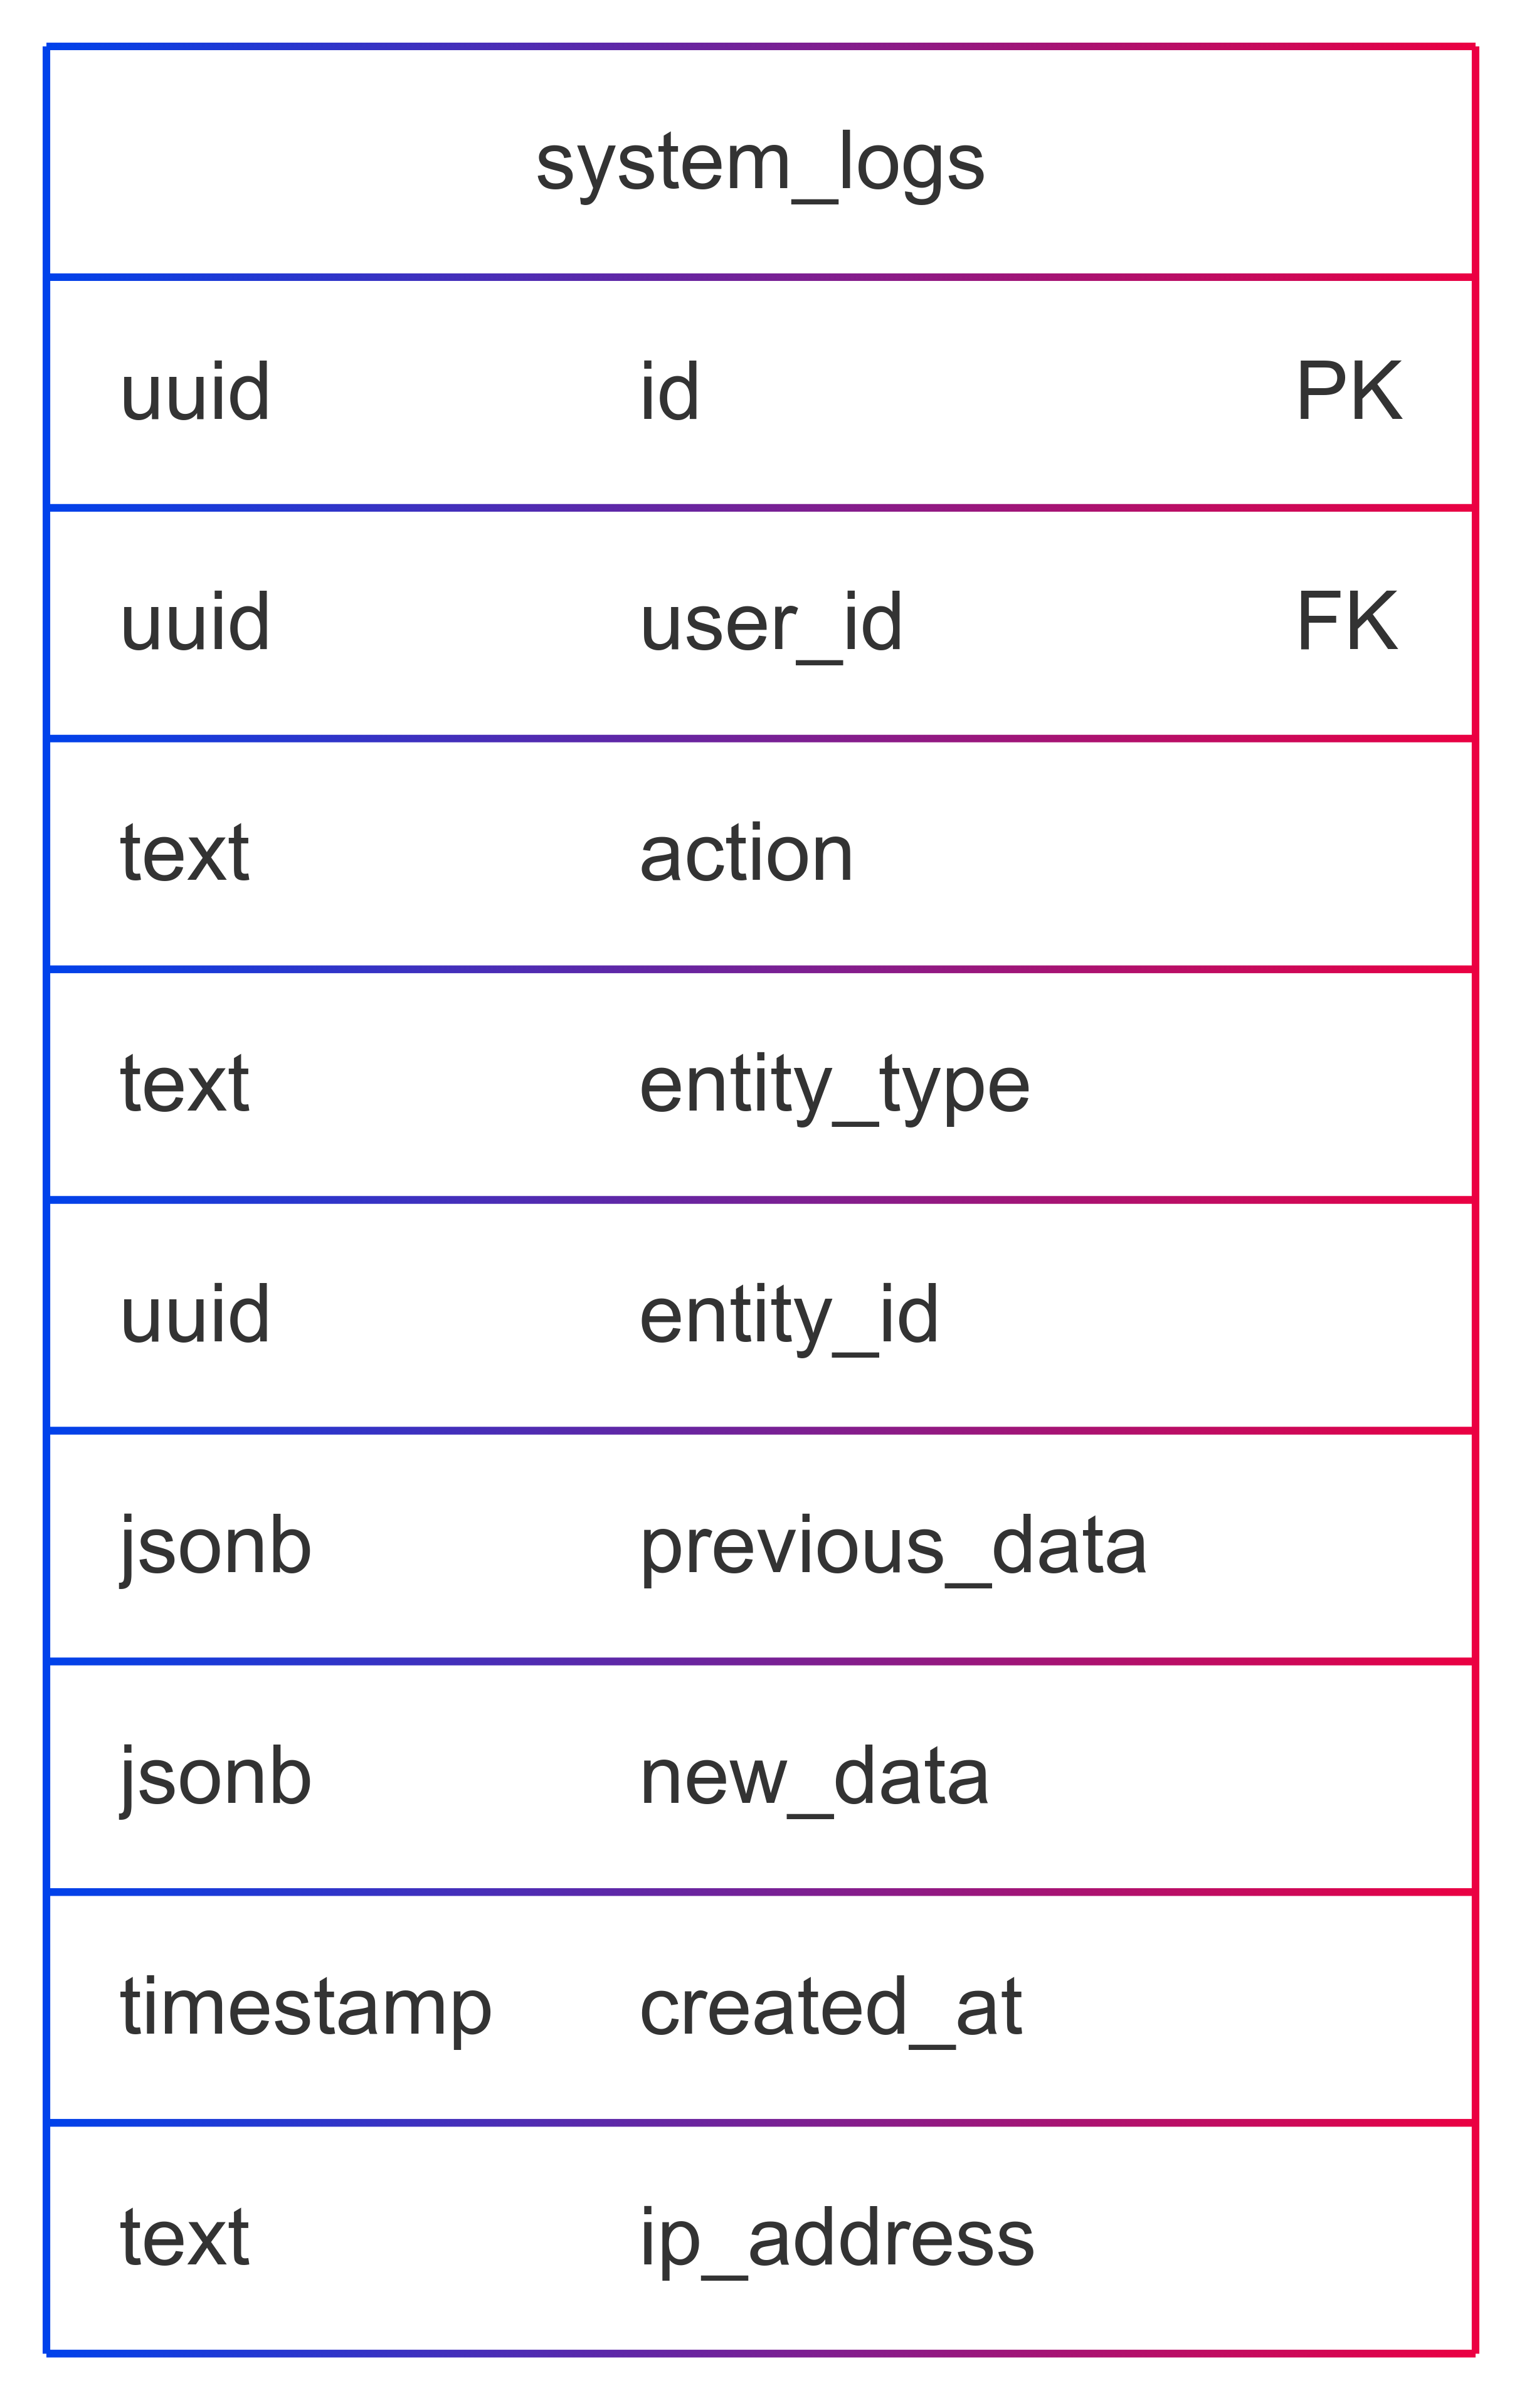 system_logs
uuid id PK
uuid user_id FK
text action
text entity_type
uuid entity_id
jsonb previous_data
jsonb new_data
timestamp created_at
text ip_address